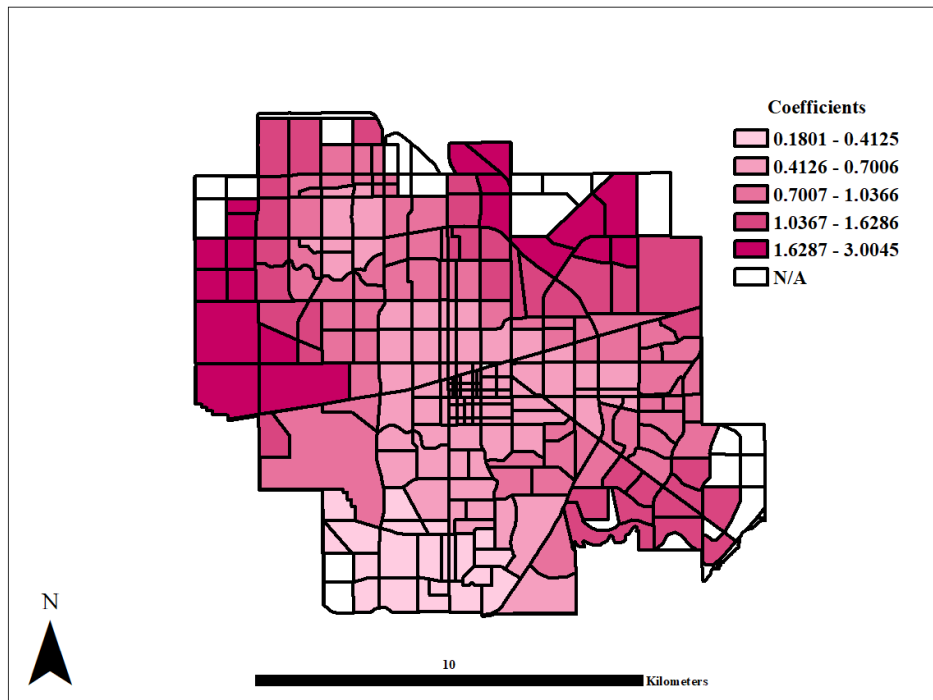 Coefficients
0.1801 - 0.4125
0.4126 - 0.7006
0.7007 - 1.0366
1.0367 - 1.6286
1.6287 - 3.0045
N/A
N
10
Kilometers